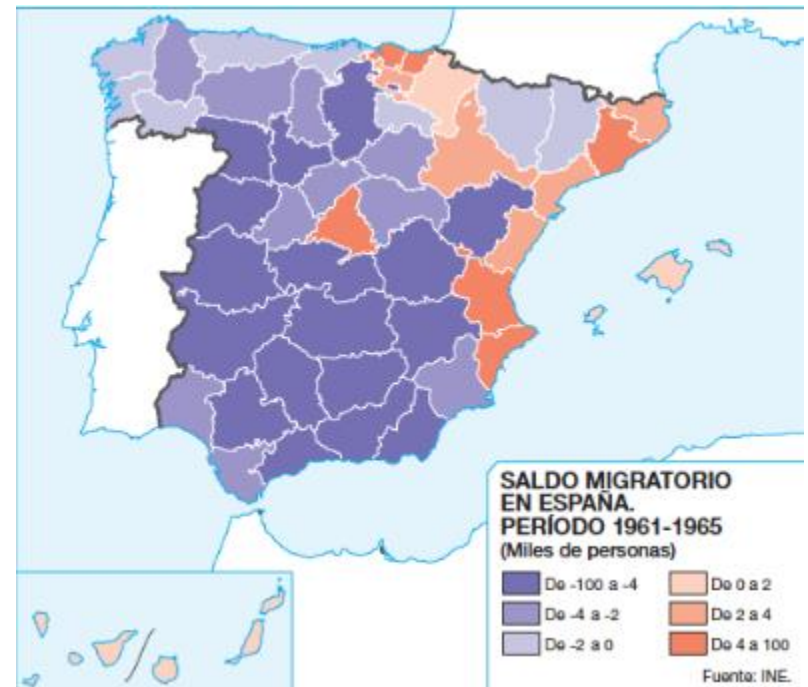 SALDO MIGRATORIO
EN ESPAÑA.
PERÍODO 1961-1965
(Miles de personas)
De -100 a -4
De -4 a -2
De -2 a 0
De 0 a 2
De 2 a 4
De 4 a 100
Fuente: INE.